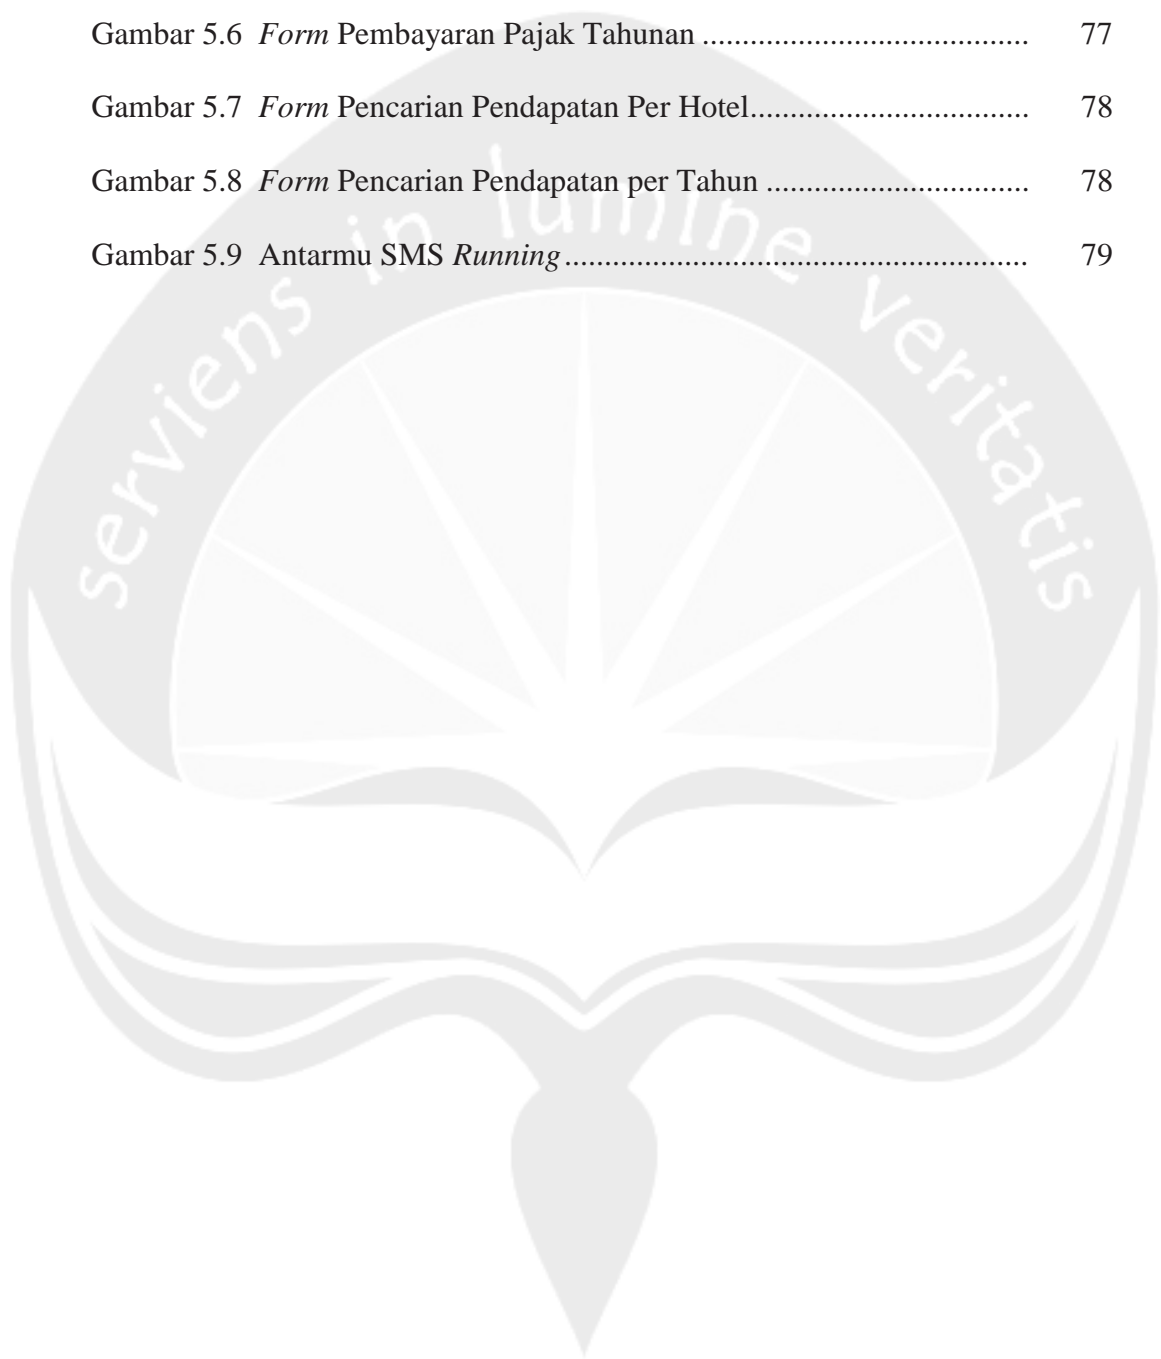 Gambar 5.6 Form Pembayaran Pajak Tahunan ......................................... 77
Gambar 5.7 Form Pencarian Pendapatan Per Hotel................................... 78
Gambar 5.8 Form Pencarian Pendapatan per Tahun ................................. 78
Gambar 5.9 Antarmu SMS Running.......................................................... 79
serviens in lumine veritatis